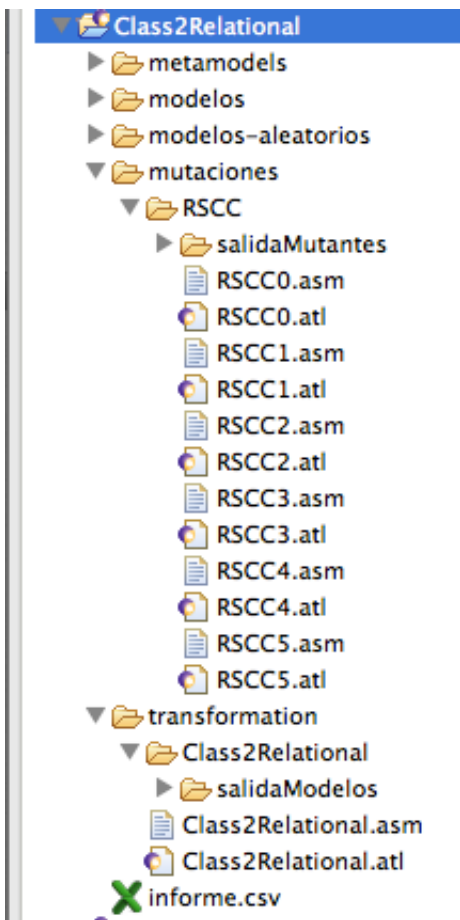 Class2Relational
metamodels
modelos
modelos-aleatorios
mutaciones
RSCC
salidaMutantes
RSCC0.asm
RSCC0.atl
RSCC1.asm
RSCC1.atl
RSCC2.asm
RSCC2.atl
RSCC3.asm
RSCC3.atl
RSCC4.asm
RSCC4.atl
RSCC5.asm
RSCC5.atl
transformation
Class2Relational
salidaModelos
Class2Relational.asm
Class2Relational.atl
informe.csv